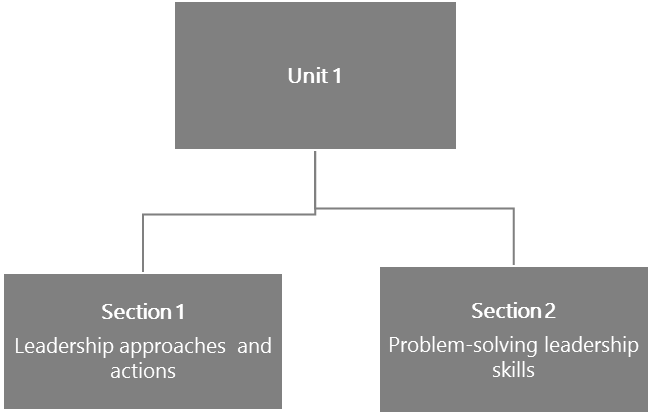 Unit 1
Section 1
Leadership approaches and
actions
Section 2
Problem-solving leadership
skills